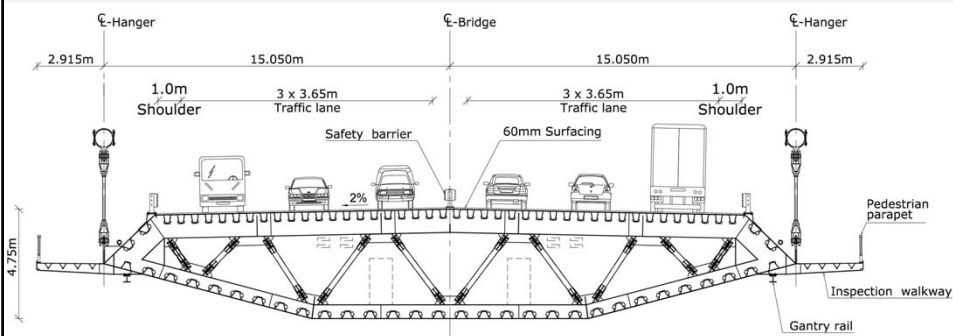 ℄-Hanger ℄-Bridge ℄-Hanger
2.915m 15.050m 15.050m 2.915m
1.0m 3 x 3.65m 3 x 3.65m 1.0m
Shoulder Traffic lane Traffic lane Shoulder
Safety barrier 60mm Surfacing
2%
Pedestrian
parapet
4.75m
Inspection walkway
Gantry rail